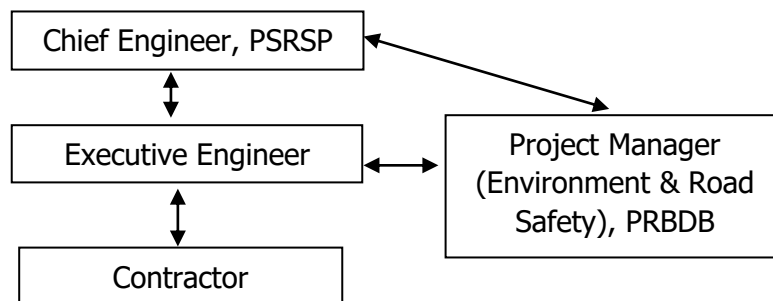 Chief Engineer, PSRSP
Executive Engineer
Project Manager
(Environment & Road
Safety), PRBDB
Contractor